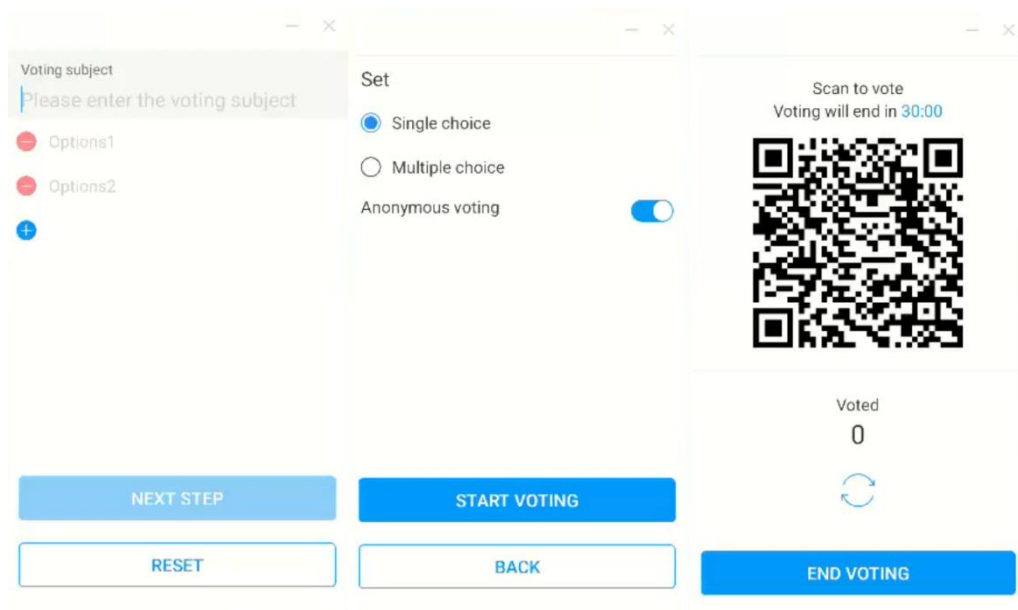 Voting subject
Please enter the voting subject
Options1
Options2
NEXT STEP
RESET
Set
Single choice
Multiple choice
Anonymous voting
START VOTING
BACK
Scan to vote
Voting will end in 30:00
Voted
0
END VOTING